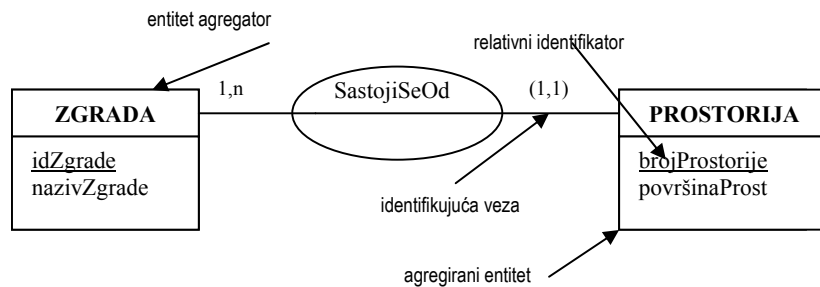 entitet agregator
relativni identifikator
1,n
SastojiSeOd
(1,1)
ZGRADA
PROSTORIJA
idZgrade
nazivZgrade
brojProstorije
površinaProst
identifikujuća veza
agregirani entitet